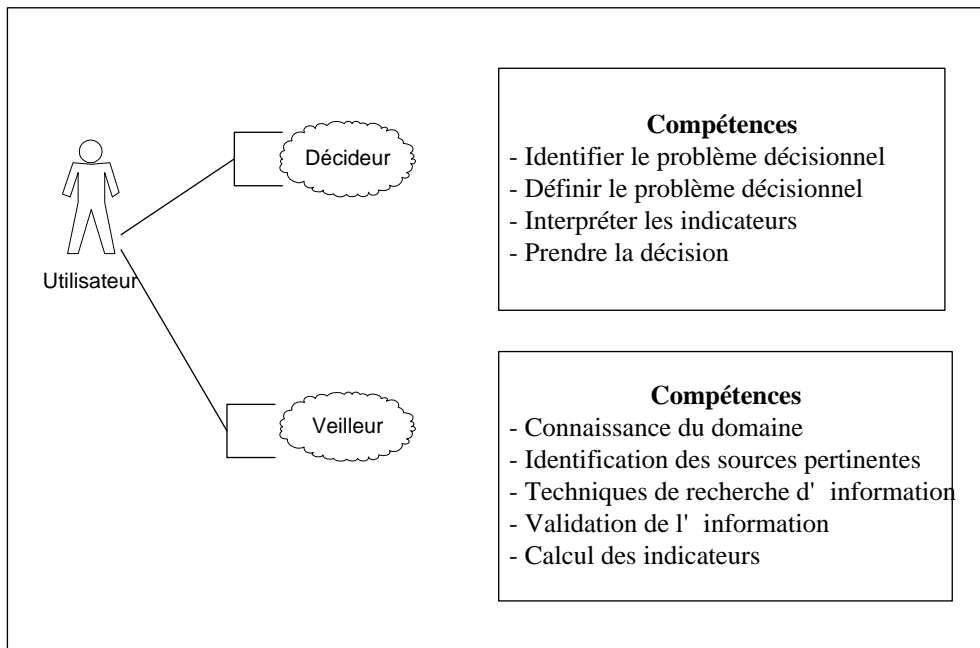 Utilisateur
Décideur
Compétences
- Identifier le problème décisionnel
- Définir le problème décisionnel
- Interpréter les indicateurs
- Prendre la décision
Veilleur
Compétences
- Connaissance du domaine
- Identification des sources pertinentes
- Techniques de recherche d' information
- Validation de l' information
- Calcul des indicateurs